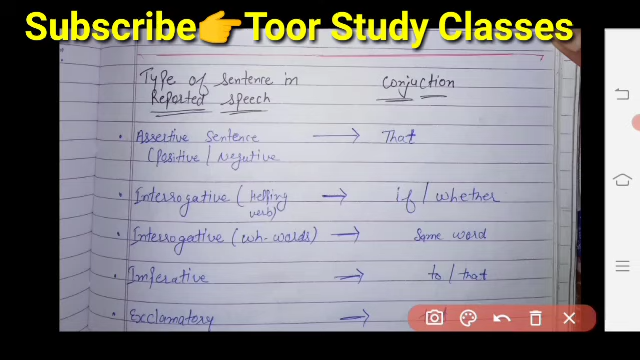 Subscribe👉Toor Study Classes
Type of sentence in
Reported speech
conjuction
• Assertive sentence → That
(positive / Negative
• Interrogative (Helping verb) → if / whether
• Interrogative (wh-words) → Same word
• Imperative → to / that
• Exclamatory →